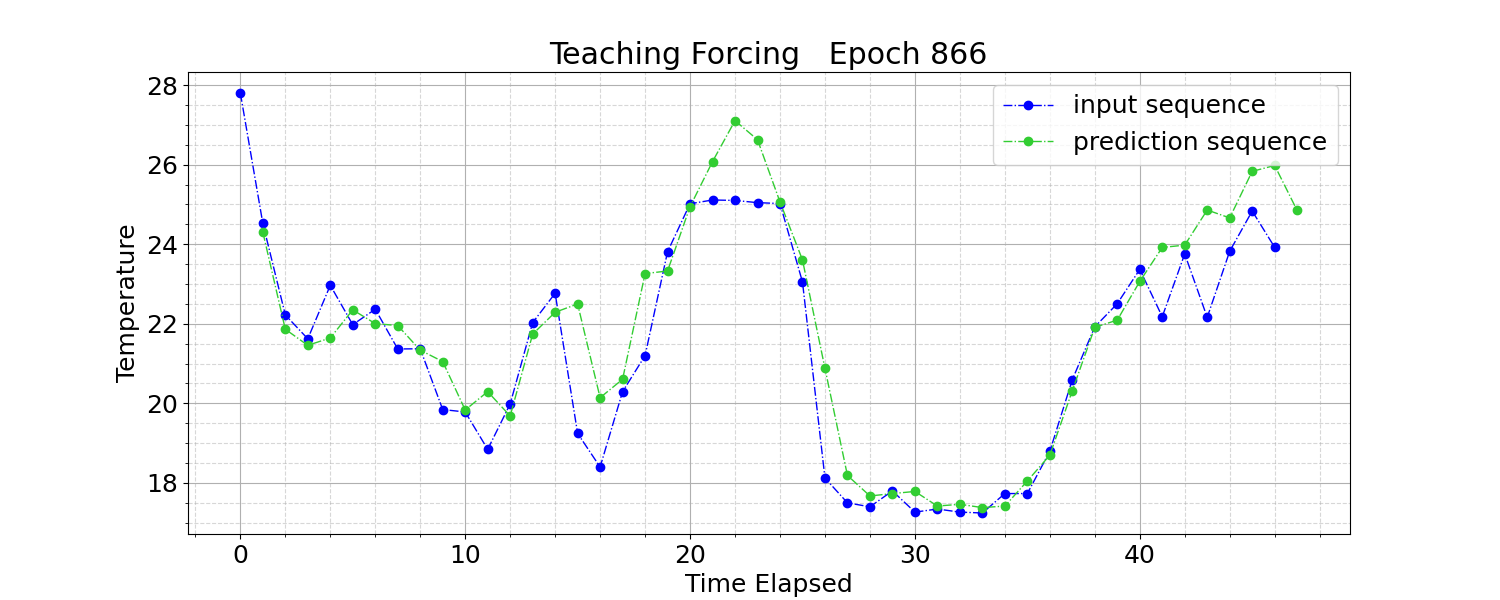 Teaching Forcing   Epoch 866
28
26
24
22
20
18
Temperature
input sequence
prediction sequence
0 10 20 30 40
Time Elapsed